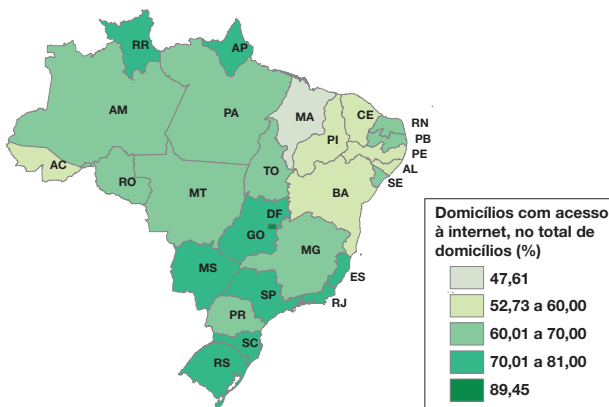 RR
AP
AM
PA
MA
CE
RN
PB
PI
PE
AL
SE
AC
RO
TO
MT
BA
DF
GO
MG
MS
ES
SP
RJ
PR
SC
RS
Domicílios com acesso
à internet, no total de
domicílios (%)
47,61
52,73 a 60,00
60,01 a 70,00
70,01 a 81,00
89,45